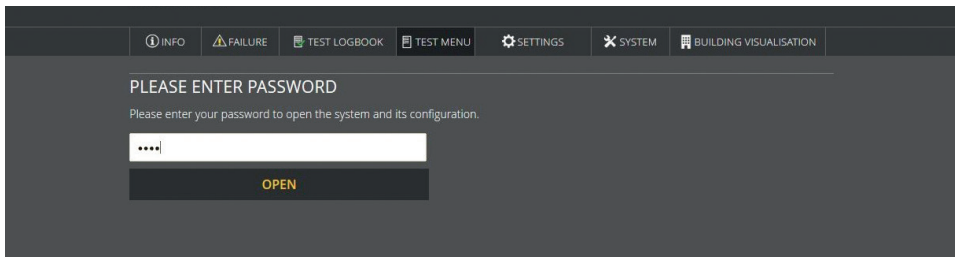 INFO FAILURE TEST LOGBOOK TEST MENU SETTINGS SYSTEM BUILDING VISUALISATION
PLEASE ENTER PASSWORD
Please enter your password to open the system and its configuration.
••••
OPEN